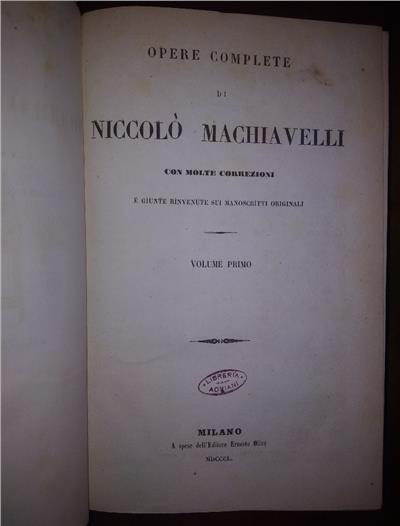 OPERE COMPLETE
DI
NICCOLÒ MACHIAVELLI
CON MOLTE CORREZIONI
E GIUNTE RINVENUTE SUI MANOSCRITTI ORIGINALI
VOLUME PRIMO
LIBRERIA
ADRIANI
MILANO
A spese dell'Editore Ernesto Oliva
MDCCCL.